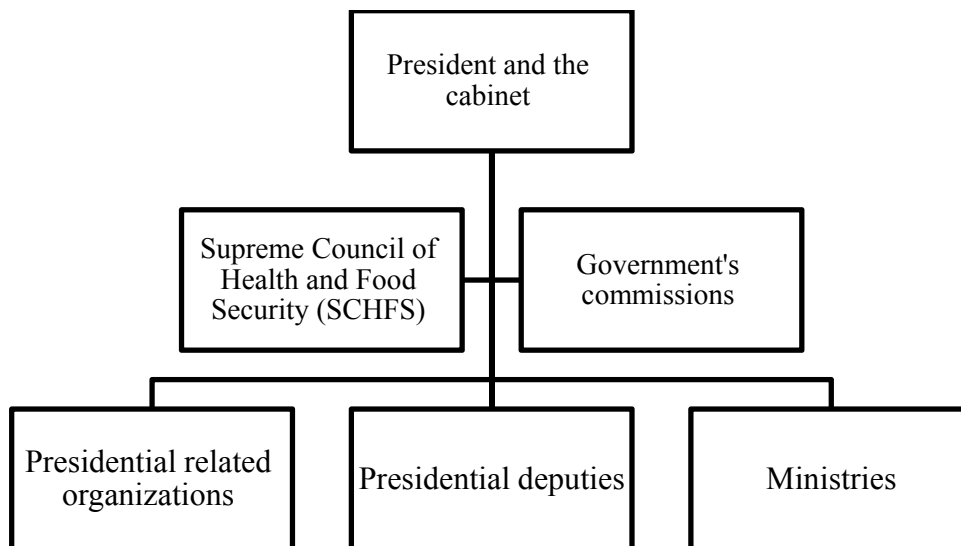 President and the
cabinet
Supreme Council of
Health and Food
Security (SCHFS)
Government's
commissions
Presidential related
organizations
Presidential deputies
Ministries